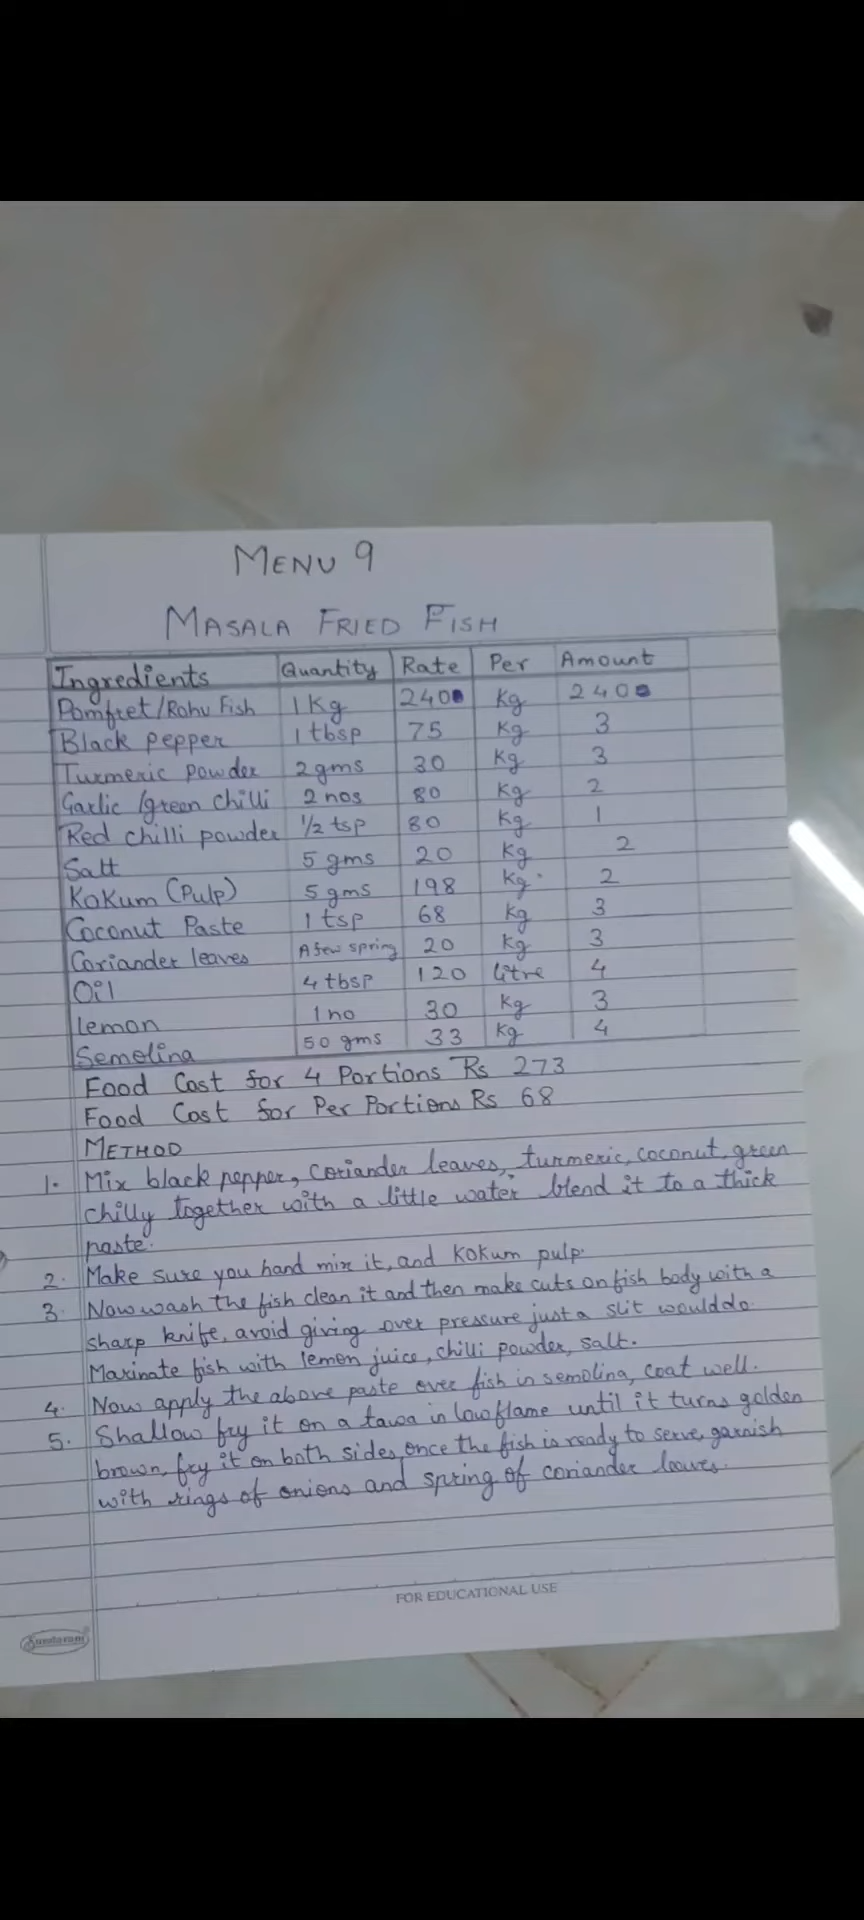 MENU 9
MASALA FRIED FISH
Ingredients Quantity Rate Per Amount
Pomfret/Rohu Fish 1 Kg 2400 Kg 2400
Black pepper 1 tbsp 75 Kg 3
Turmeric powder 2 gms 30 Kg 3
Garlic /green chilli 2 nos 80 Kg 2
Red chilli powder ½ tsp 80 Kg 1
Salt 5 gms 20 Kg 2
Kokum (Pulp) 5 gms 198 Kg. 2
Coconut Paste 1 tsp 68 Kg 3
Coriander leaves A few spring 20 Kg 3
Oil 4 tbsp 120 litre 4
lemon 1 no 30 Kg 3
Semolina 50 gms 33 Kg 4
Food Cost for 4 Portions Rs 273
Food Cost for Per Portions Rs 68
METHOD
1. Mix black pepper, coriander leaves, turmeric, coconut, green
chilly together with a little water blend it to a thick
paste.
2. Make sure you hand mix it, and Kokum pulp.
3. Now wash the fish clean it and then make cuts on fish body with a
sharp knife, avoid giving over pressure just a slit would do.
Marinate fish with lemon juice, chilli powder, salt.
4. Now apply the above paste over fish in semolina, coat well.
5. Shallow fry it on a tawa in low flame until it turns golden
brown, fry it on both sides, once the fish is ready to serve, garnish
with rings of onions and spring of coriander leaves.
FOR EDUCATIONAL USE
Sundaram